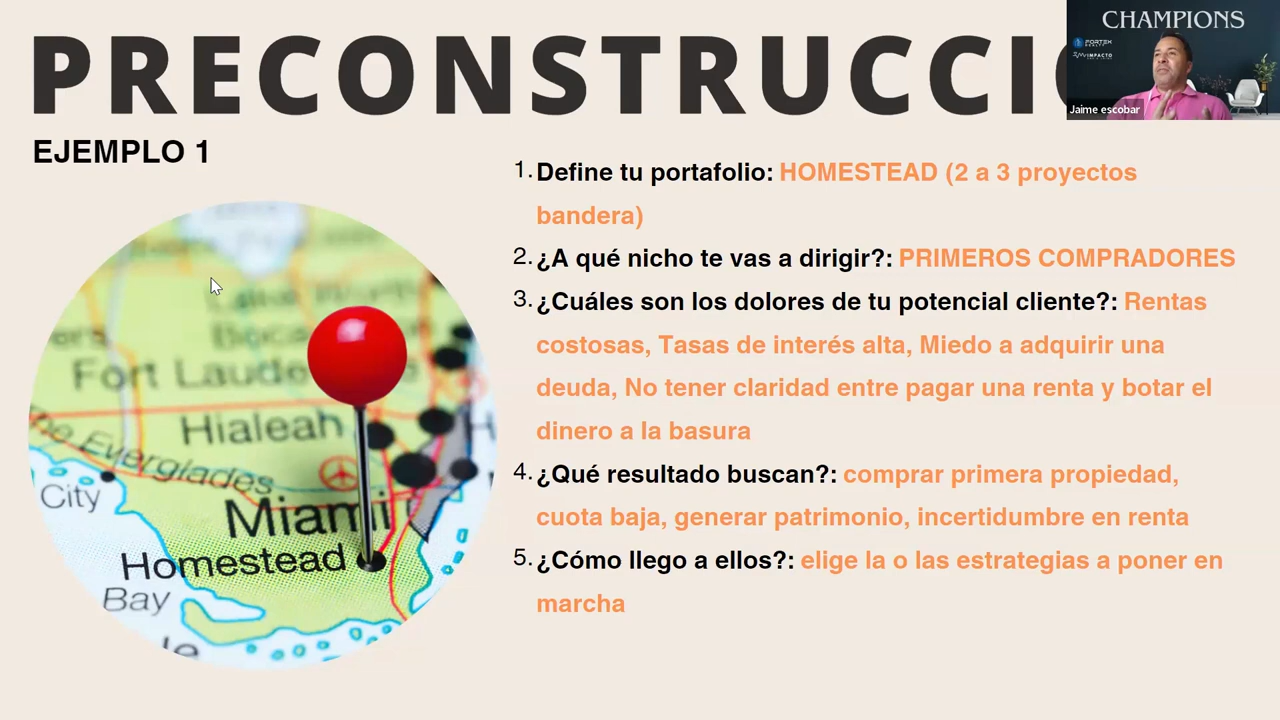 CHAMPIONS
PRECONSTRUCCI
FORTEX
REALTY
IMPACTO
Jaime escobar
EJEMPLO 1
1. Define tu portafolio: HOMESTEAD (2 a 3 proyectos
bandera)
2. ¿A qué nicho te vas a dirigir?: PRIMEROS COMPRADORES
3. ¿Cuáles son los dolores de tu potencial cliente?: Rentas
costosas, Tasas de interés alta, Miedo a adquirir una
deuda, No tener claridad entre pagar una renta y botar el
dinero a la basura
4. ¿Qué resultado buscan?: comprar primera propiedad,
cuota baja, generar patrimonio, incertidumbre en renta
5. ¿Cómo llego a ellos?: elige la o las estrategias a poner en
marcha
Fort Laude
Hialeah
Everglades
City
Miami
Homestead
Bay